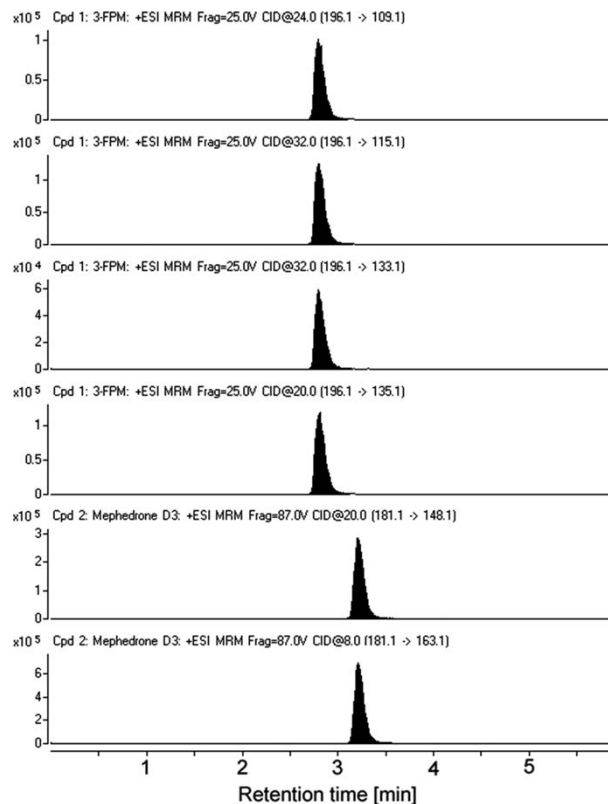 x10 5 Cpd 1: 3-FPM: +ESI MRM Frag=25.0V CID@24.0 (196.1 -> 109.1)
1
0.5
0
x10 5 Cpd 1: 3-FPM: +ESI MRM Frag=25.0V CID@32.0 (196.1 -> 115.1)
1
0.5
0
x10 4 Cpd 1: 3-FPM: +ESI MRM Frag=25.0V CID@32.0 (196.1 -> 133.1)
6
4
2
0
x10 5 Cpd 1: 3-FPM: +ESI MRM Frag=25.0V CID@20.0 (196.1 -> 135.1)
1
0.5
0
x10 5 Cpd 2: Mephedrone D3: +ESI MRM Frag=87.0V CID@20.0 (181.1 -> 148.1)
3
2
1
0
x10 5 Cpd 2: Mephedrone D3: +ESI MRM Frag=87.0V CID@8.0 (181.1 -> 163.1)
6
4
2
0
1 2 3 4 5
Retention time [min]